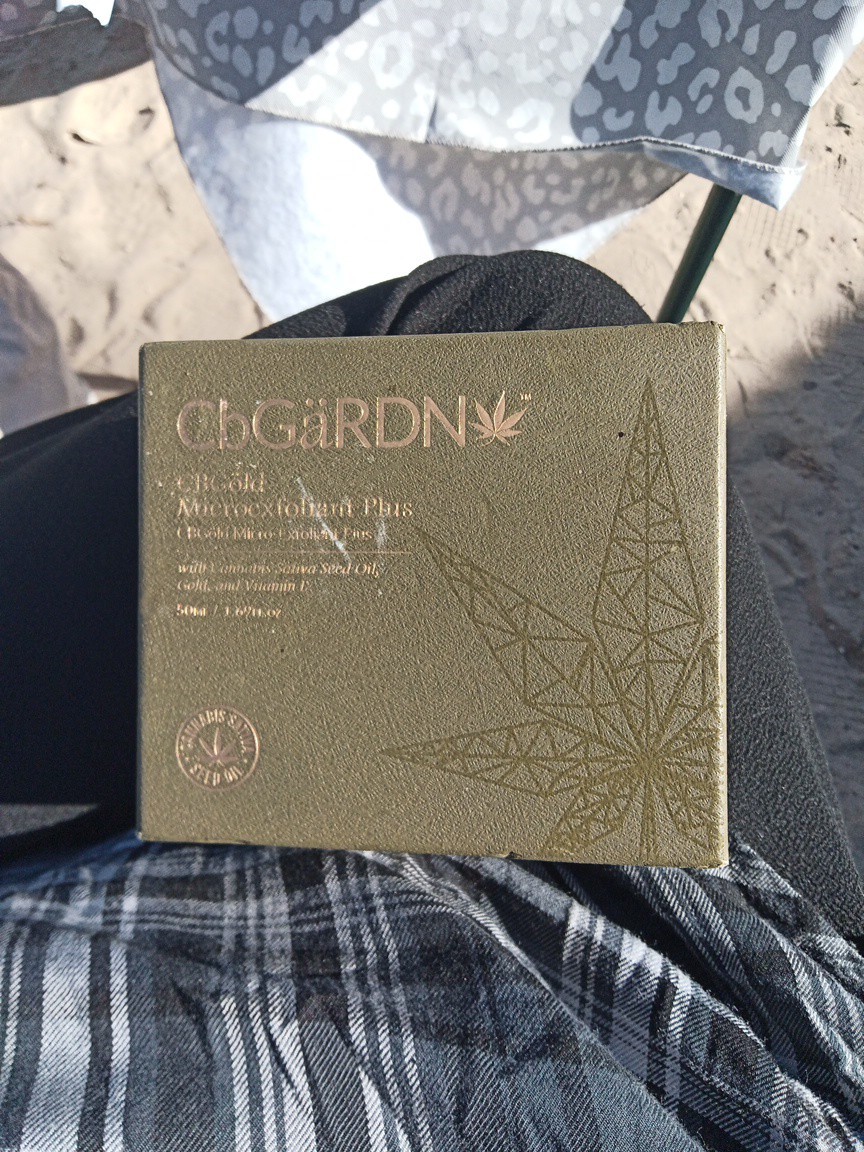 CbGäRDN™
CBGold
Microexfoliant Plus
CBGold Micro-Exfoliant Plus
with Cannabis Sativa Seed Oil,
Gold, and Vitamin E
50ml / 1.69fl.oz
CANNABIS SATIVA
SEED OIL